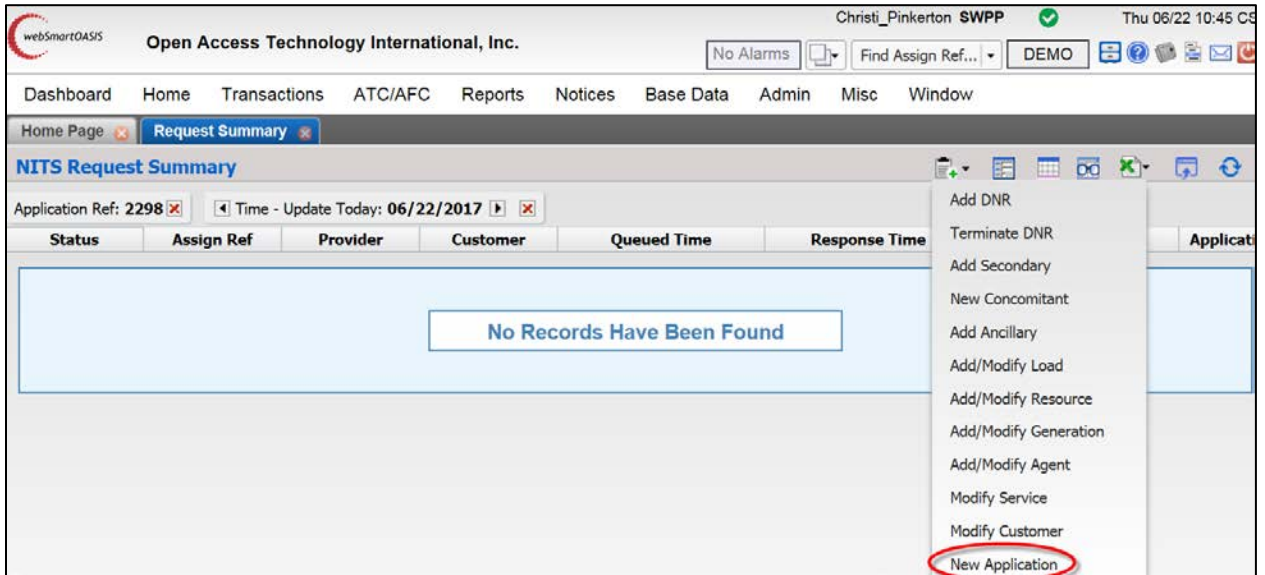 Christi_Pinkerton SWPP Thu 06/22 10:45 CS
webSmartOASIS
Open Access Technology International, Inc.
No Alarms Find Assign Ref... DEMO
Dashboard Home Transactions ATC/AFC Reports Notices Base Data Admin Misc Window
Home Page Request Summary
NITS Request Summary
Application Ref: 2298 Time - Update Today: 06/22/2017
Status Assign Ref Provider Customer Queued Time Response Time Applicati
No Records Have Been Found
Add DNR
Terminate DNR
Add Secondary
New Concomitant
Add Ancillary
Add/Modify Load
Add/Modify Resource
Add/Modify Generation
Add/Modify Agent
Modify Service
Modify Customer
New Application